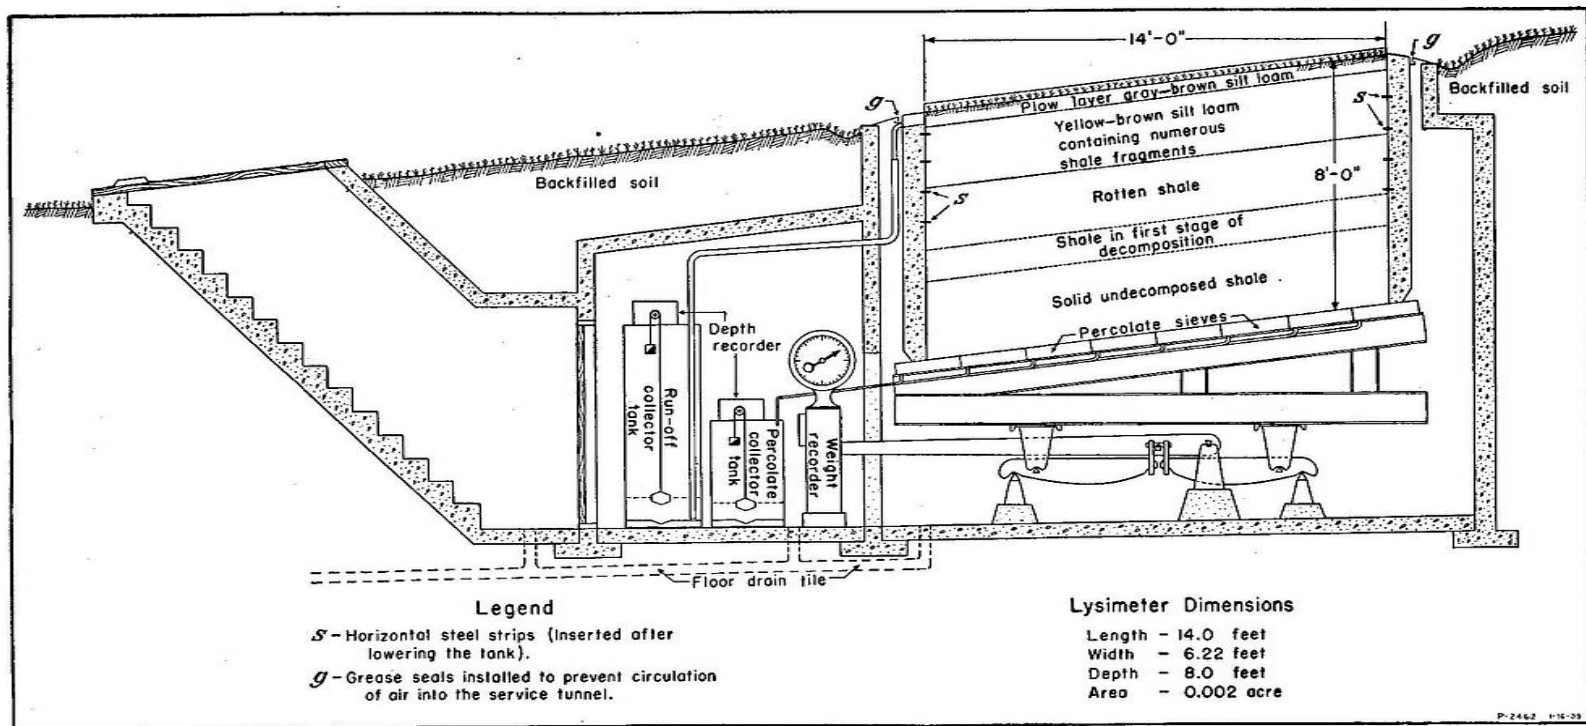 14'-0"
g
g
Backfilled soil
Plow layer gray-brown silt loam
s
Yellow-brown silt loam
containing numerous
shale fragments
8'-0"
Backfilled soil
Rotten shale
s
Shale in first stage of
decomposition
Solid undecomposed shale
Percolate sieves
Depth
recorder
Run-off
collector
tank
Percolate
collector
tank
Weight
recorder
Floor drain tile
Legend
s - Horizontal steel strips (Inserted after
lowering the tank).
g - Grease seals installed to prevent circulation
of air into the service tunnel.
Lysimeter Dimensions
Length - 14.0 feet
Width - 6.22 feet
Depth - 8.0 feet
Area - 0.002 acre
P-2462 1-16-39